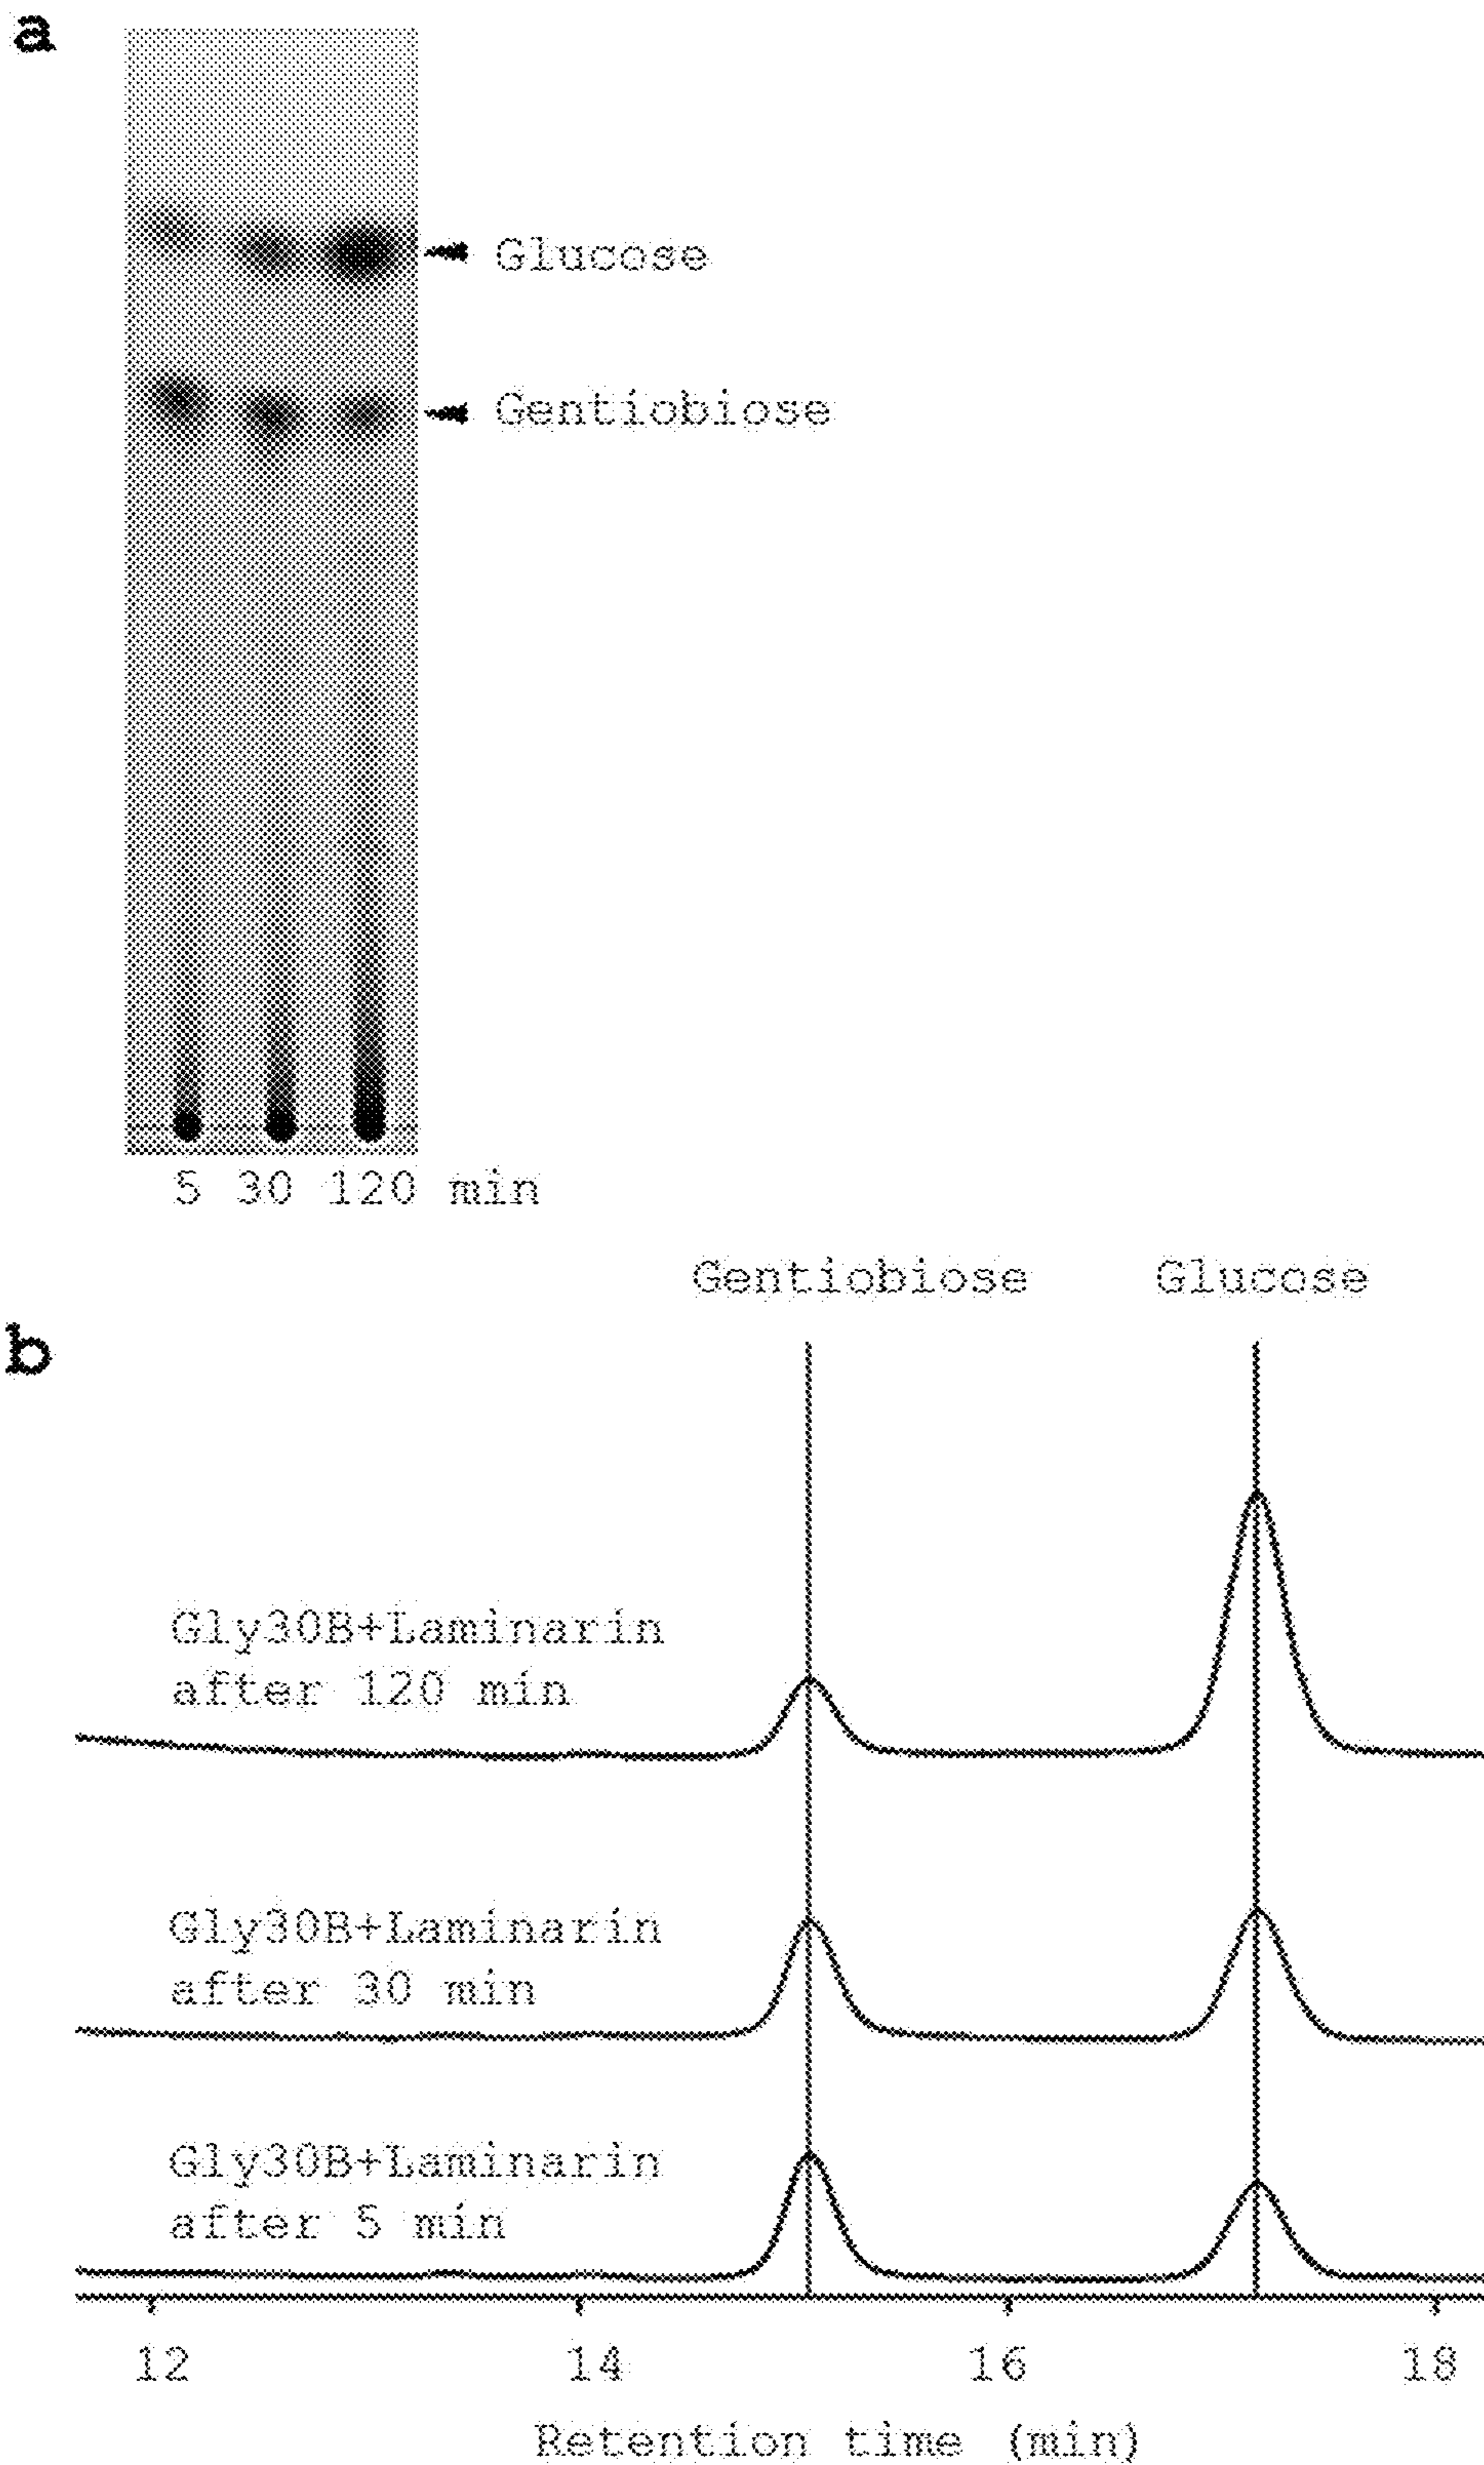 a
Glucose
Gentiobiose
5 30 120 min
Gentiobiose Glucose
b
Gly30B+Laminarin
after 120 min
Gly30B+Laminarin
after 30 min
Gly30B+Laminarin
after 5 min
12 14 16 18
Retention time (min)